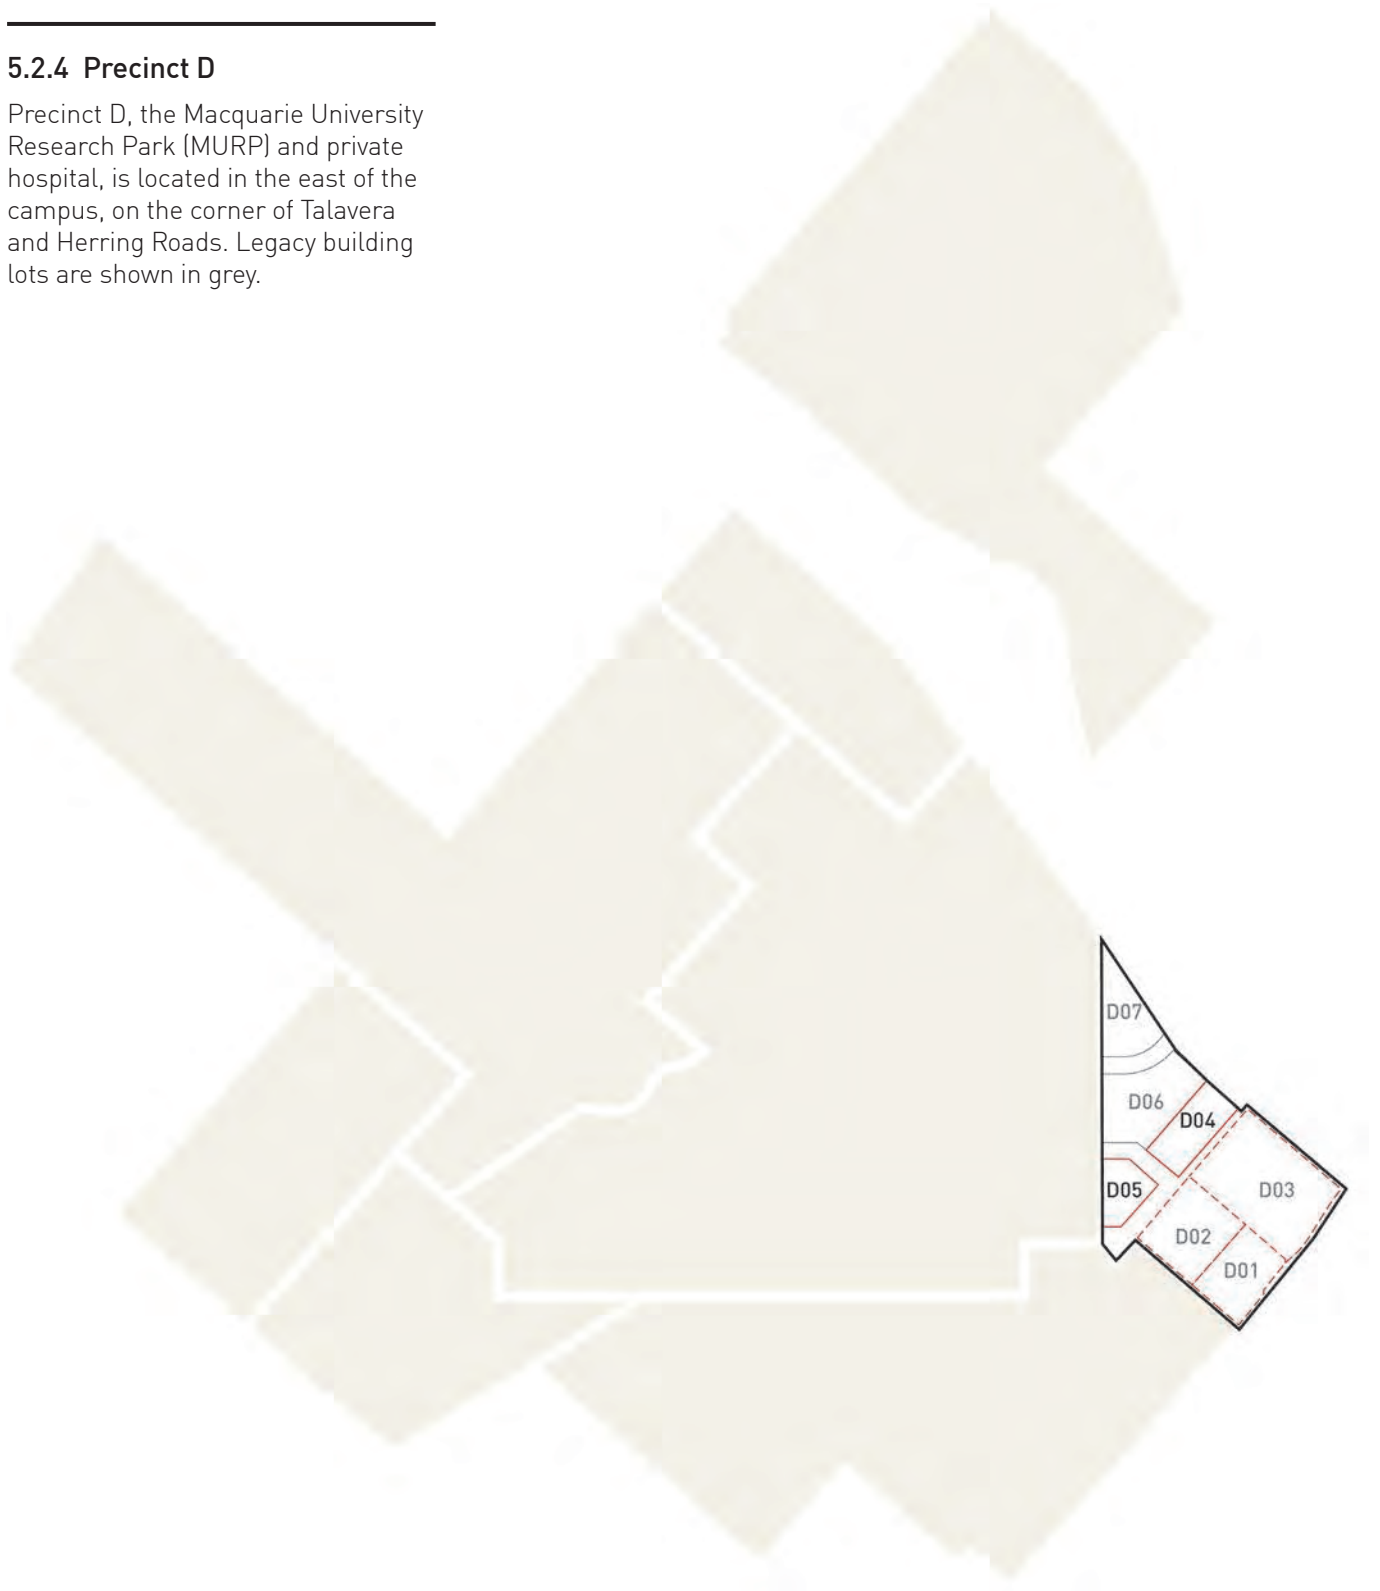 5.2.4 Precinct D
Precinct D, the Macquarie University
Research Park (MURP) and private
hospital, is located in the east of the
campus, on the corner of Talavera
and Herring Roads. Legacy building
lots are shown in grey.
D07
D06
D04
D05
D03
D02
D01